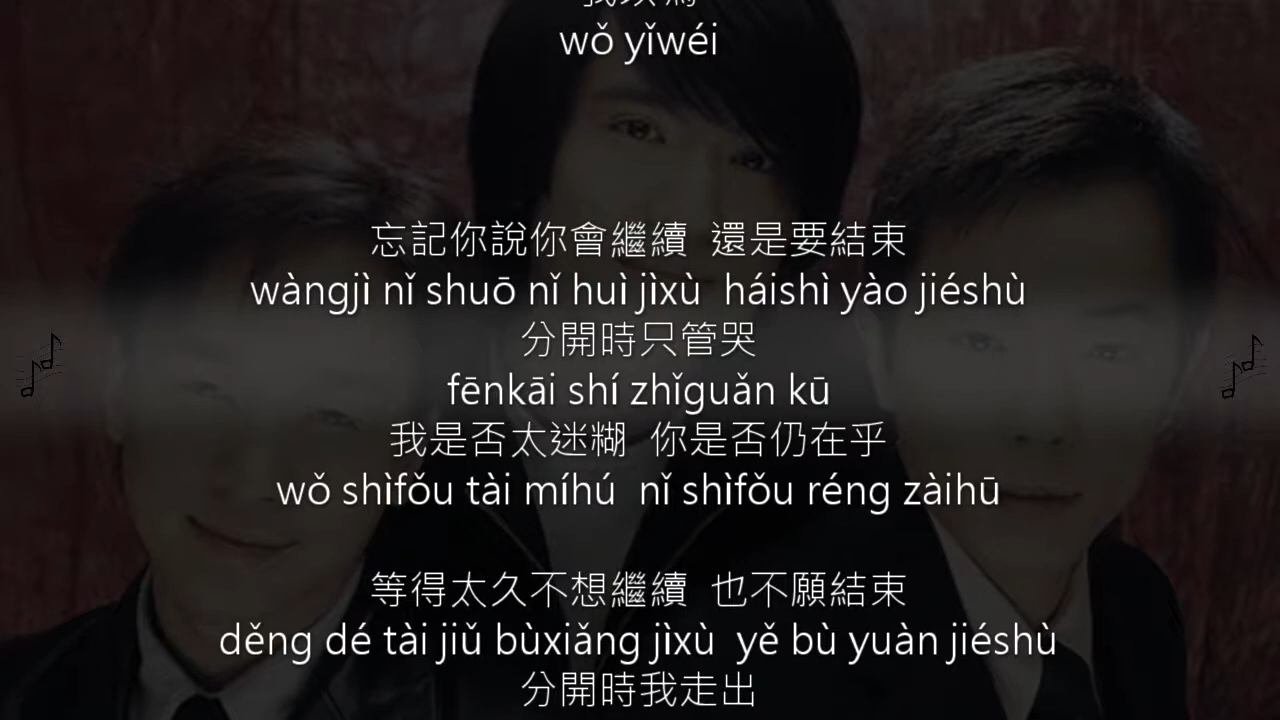 wǒ yǐwéi
忘記你說你會繼續  還是要結束
wàngjì nǐ shuō nǐ huì jìxù  háishì yào jiéshù
分開時只管哭
fēnkāi shí zhǐguǎn kū
我是否太迷糊  你是否仍在乎
wǒ shìfǒu tài míhú  nǐ shìfǒu réng zàihū
等得太久不想繼續  也不願結束
děng dé tài jiǔ bùxiǎng jìxù  yě bù yuàn jiéshù
分開時我走出